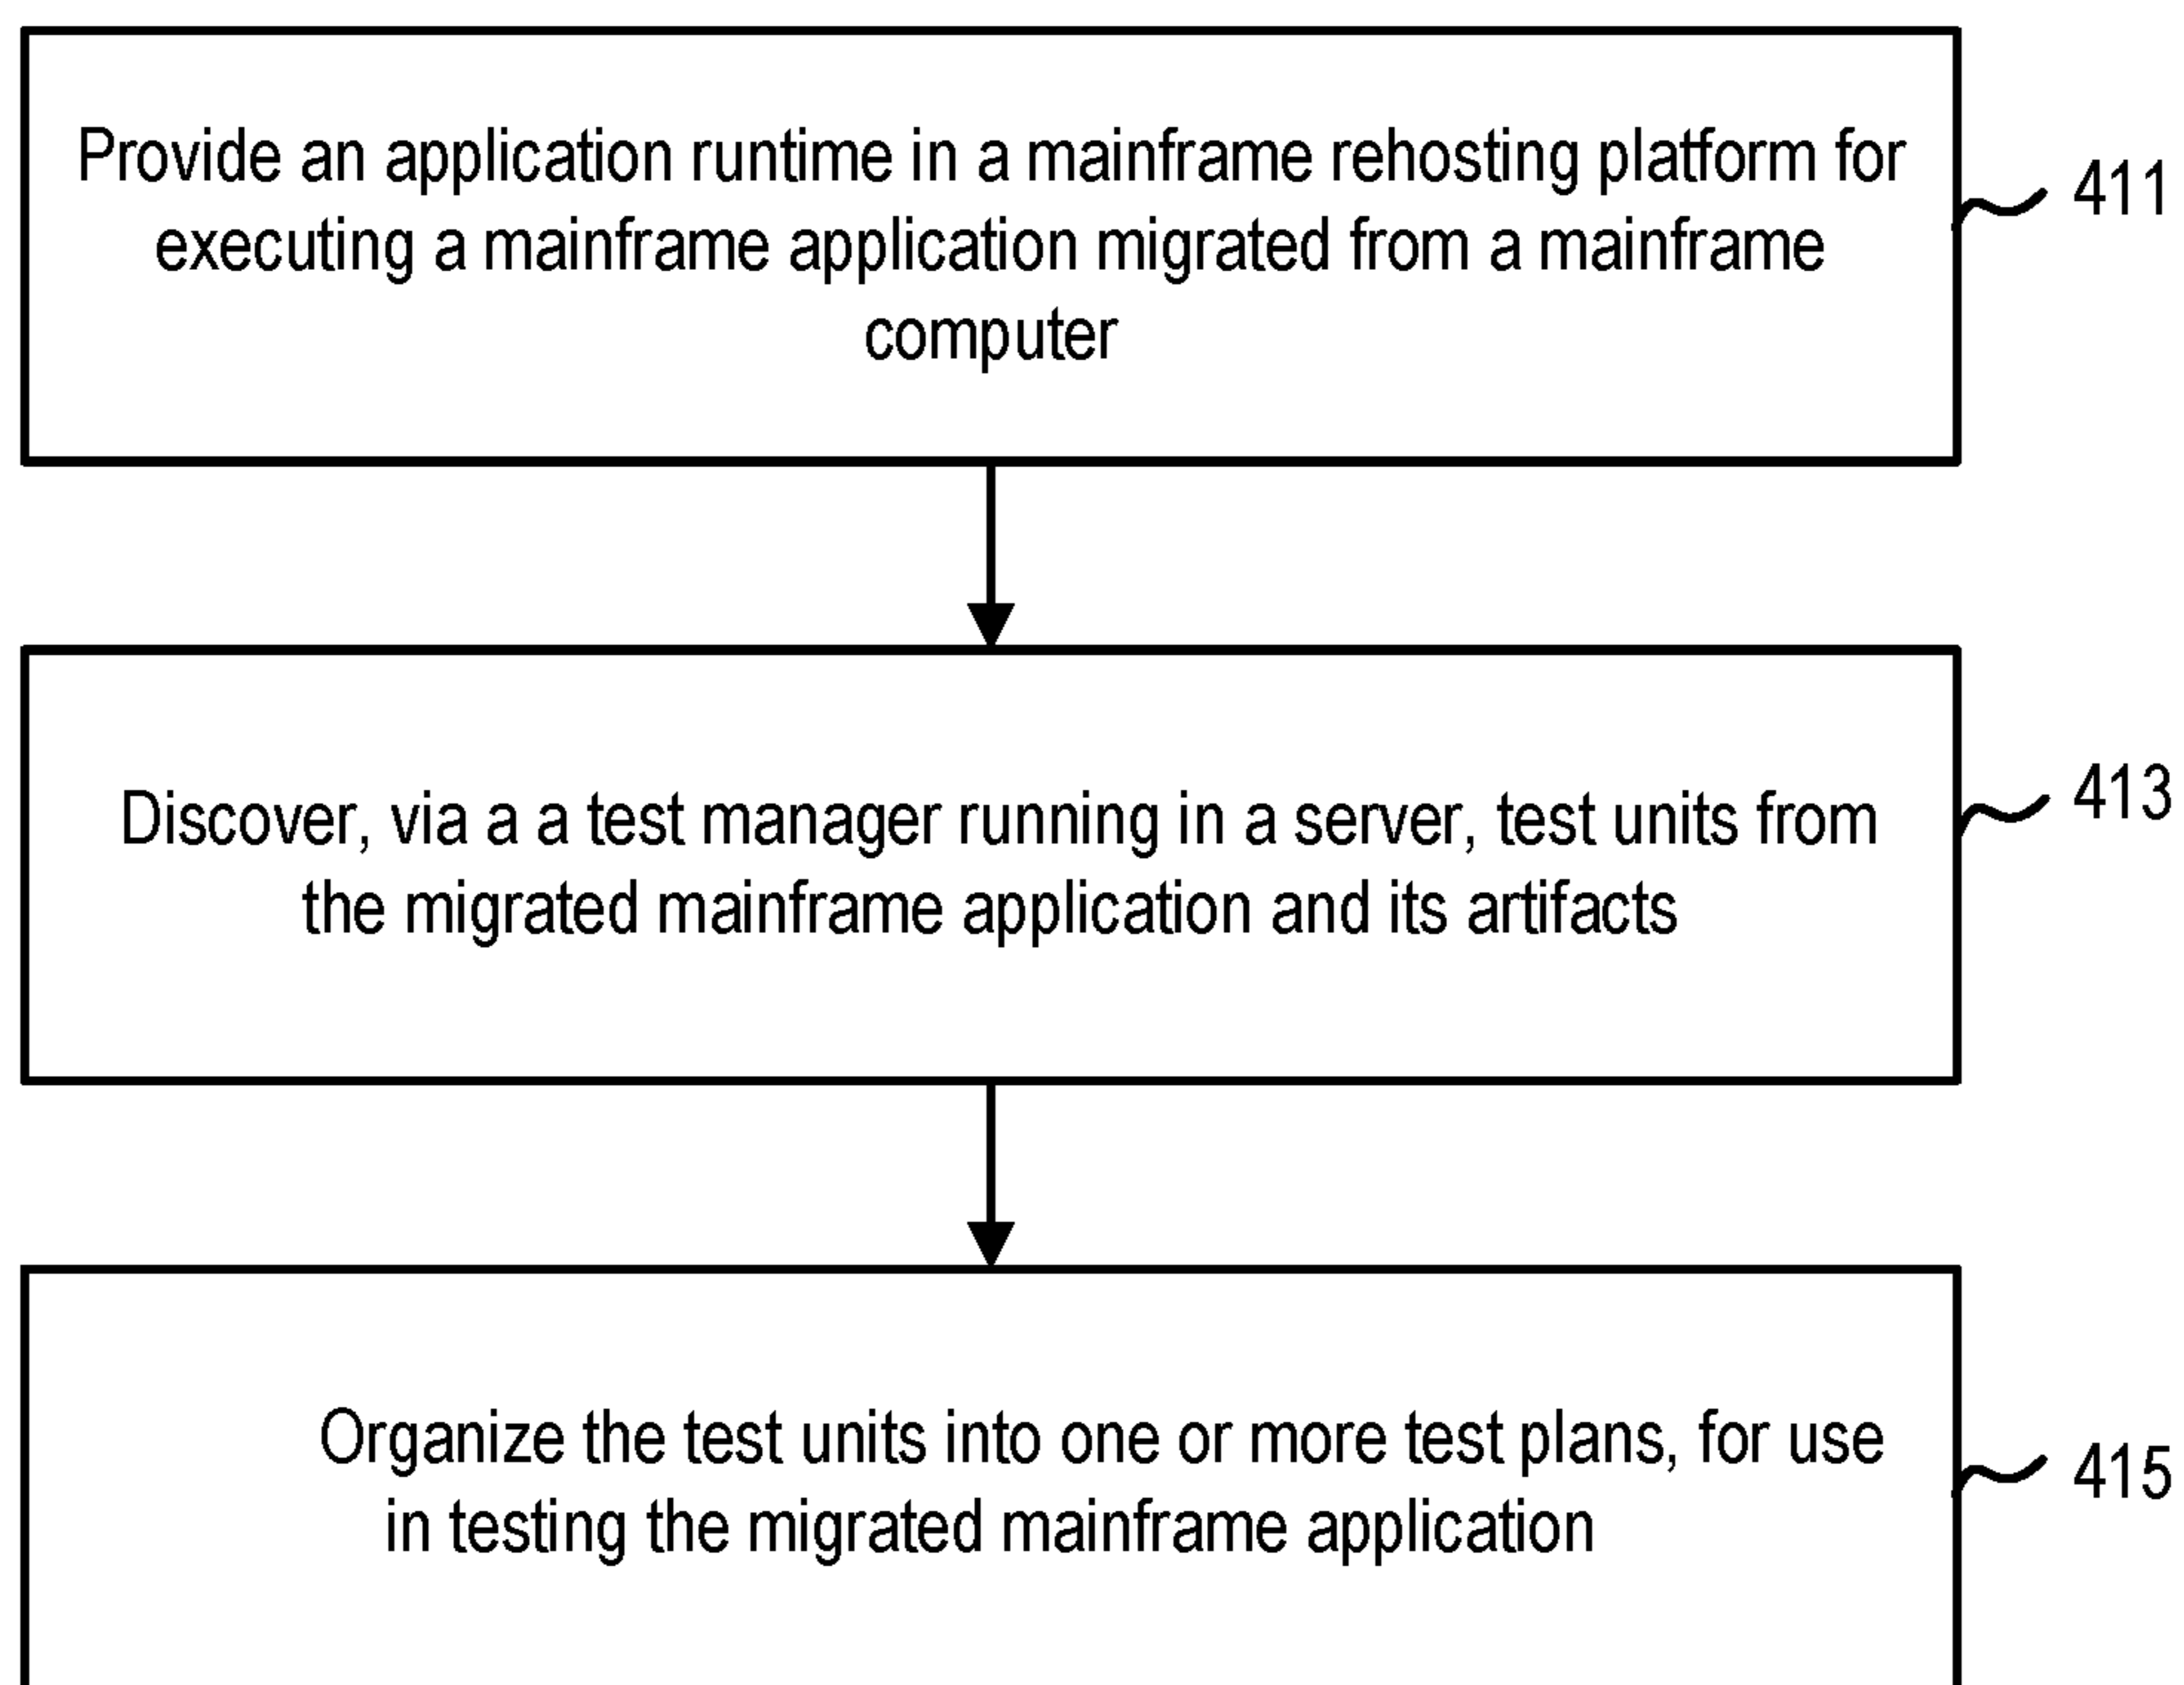 Provide an application runtime in a mainframe rehosting platform for
executing a mainframe application migrated from a mainframe
computer
411
Discover, via a a test manager running in a server, test units from
the migrated mainframe application and its artifacts
413
Organize the test units into one or more test plans, for use
in testing the migrated mainframe application
415